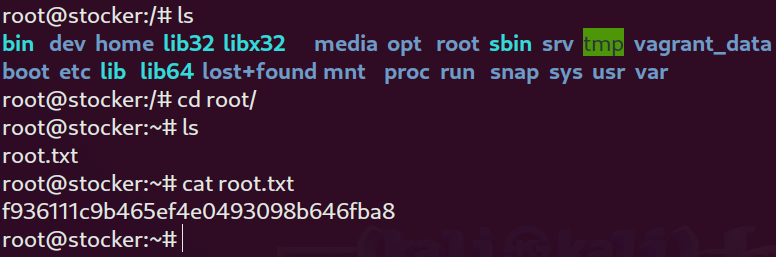 root@stocker:/# ls
bin dev home lib32 libx32 media opt root sbin srv tmp vagrant_data
boot etc lib lib64 lost+found mnt proc run snap sys usr var
root@stocker:/# cd root/
root@stocker:~# ls
root.txt
root@stocker:~# cat root.txt
f936111c9b465ef4e0493098b646fba8
root@stocker:~#